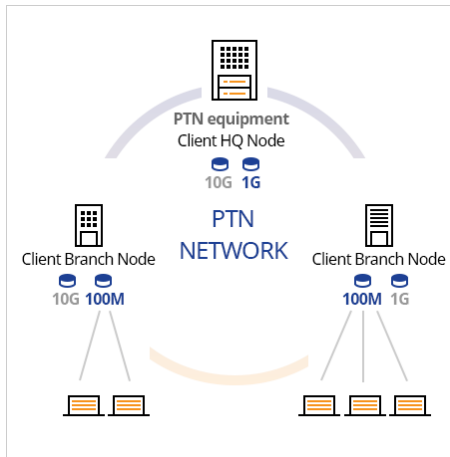 PTN equipment
Client HQ Node
10G 1G
PTN
NETWORK
Client Branch Node
10G 100M
Client Branch Node
100M 1G